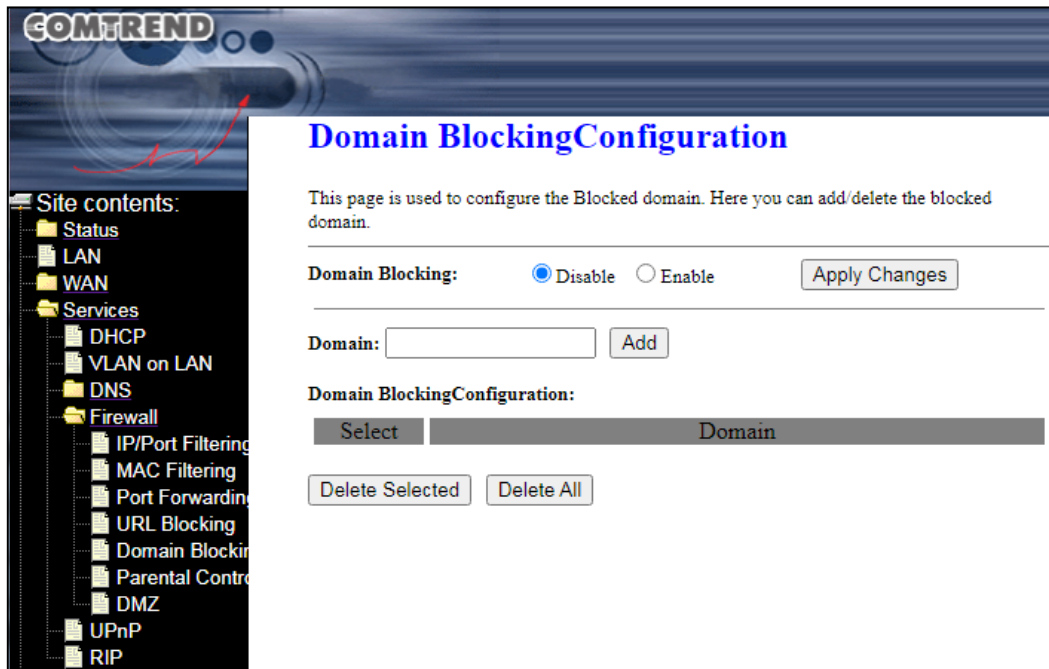 COMTREND
Domain BlockingConfiguration
This page is used to configure the Blocked domain. Here you can add/delete the blocked
domain.
Domain Blocking: Disable Enable Apply Changes
Domain: Add
Domain BlockingConfiguration:
Select Domain
Delete Selected Delete All
Site contents:
Status
LAN
WAN
Services
DHCP
VLAN on LAN
DNS
Firewall
IP/Port Filtering
MAC Filtering
Port Forwarding
URL Blocking
Domain Blockin
Parental Contro
DMZ
UPnP
RIP